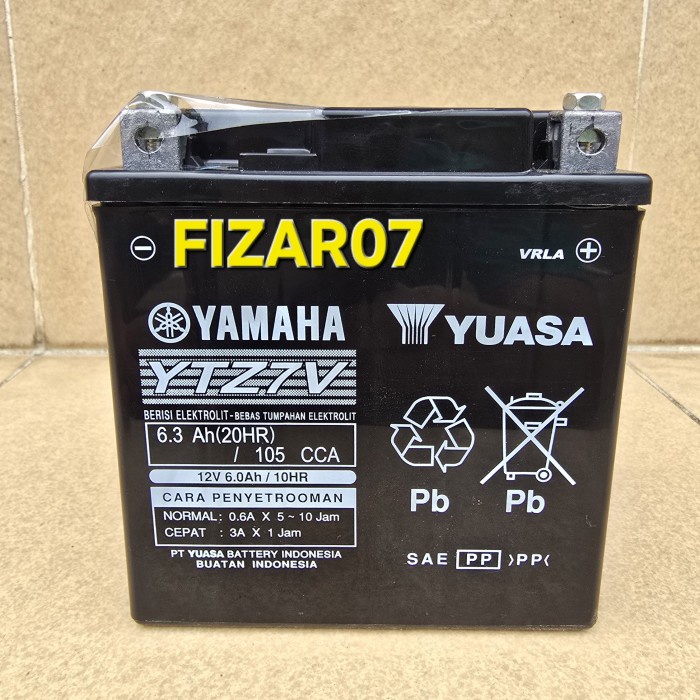 FIZAR07
VRLA
YAMAHA
YUASA
YTZ7V
BERISI ELEKTROLIT-BEBAS TUMPAHAN ELEKTROLIT
6.3 Ah(20HR)
/ 105 CCA
12V 6.0Ah / 10HR
CARA PENYETROOMAN
NORMAL: 0.6A X 5 ~ 10 Jam
CEPAT : 3A X 1 Jam
PT YUASA BATTERY INDONESIA
BUATAN INDONESIA
Pb Pb
SAE PP >PP<